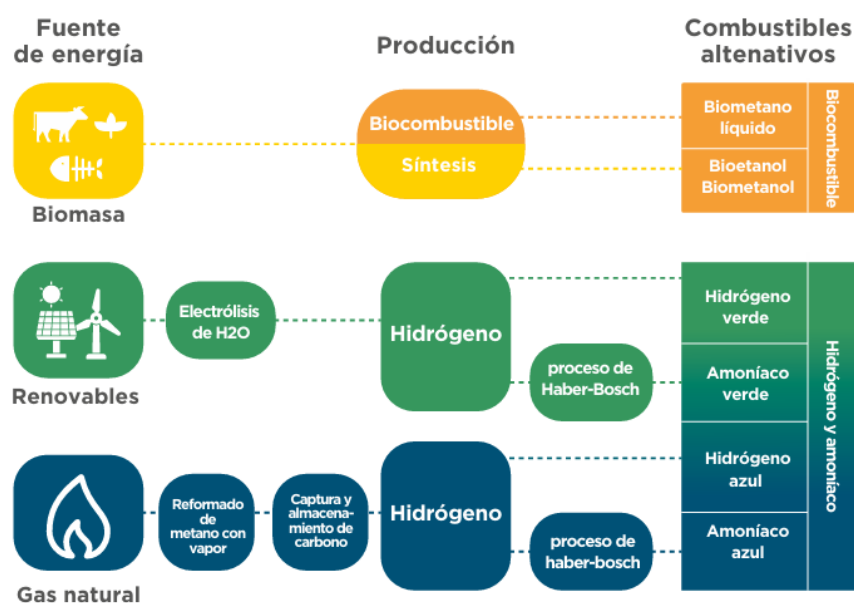 Fuente
de energía
Producción
Combustibles
altenativos
Biomasa
Biocombustible
Síntesis
Biometano
líquido
Bioetanol
Biometanol
Biocombustible
Renovables
Electrólisis
de H2O
Hidrógeno
proceso de
Haber-Bosch
Hidrógeno
verde
Amoníaco
verde
Hidrógeno y amoníaco
Gas natural
Reformado
de
metano con
vapor
Captura y
almacena-
miento de
carbono
Hidrógeno
proceso de
haber-bosch
Hidrógeno
azul
Amoníaco
azul